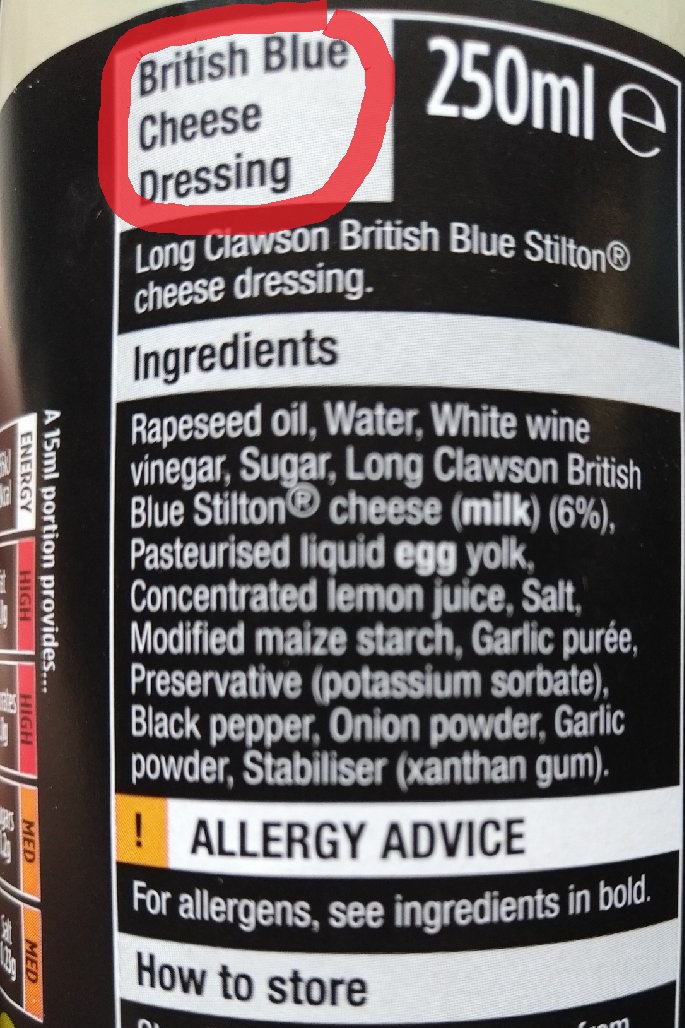 British Blue
Cheese
Dressing
250ml ℮
Long Clawson British Blue Stilton®
cheese dressing.
Ingredients
Rapeseed oil, Water, White wine
vinegar, Sugar, Long Clawson British
Blue Stilton® cheese (milk) (6%),
Pasteurised liquid egg yolk,
Concentrated lemon juice, Salt,
Modified maize starch, Garlic purée,
Preservative (potassium sorbate),
Black pepper, Onion powder, Garlic
powder, Stabiliser (xanthan gum).
! ALLERGY ADVICE
For allergens, see ingredients in bold.
How to store
from
A 15ml portion provides...
ENERGY
HIGH
HIGH
MED
MED
Salt